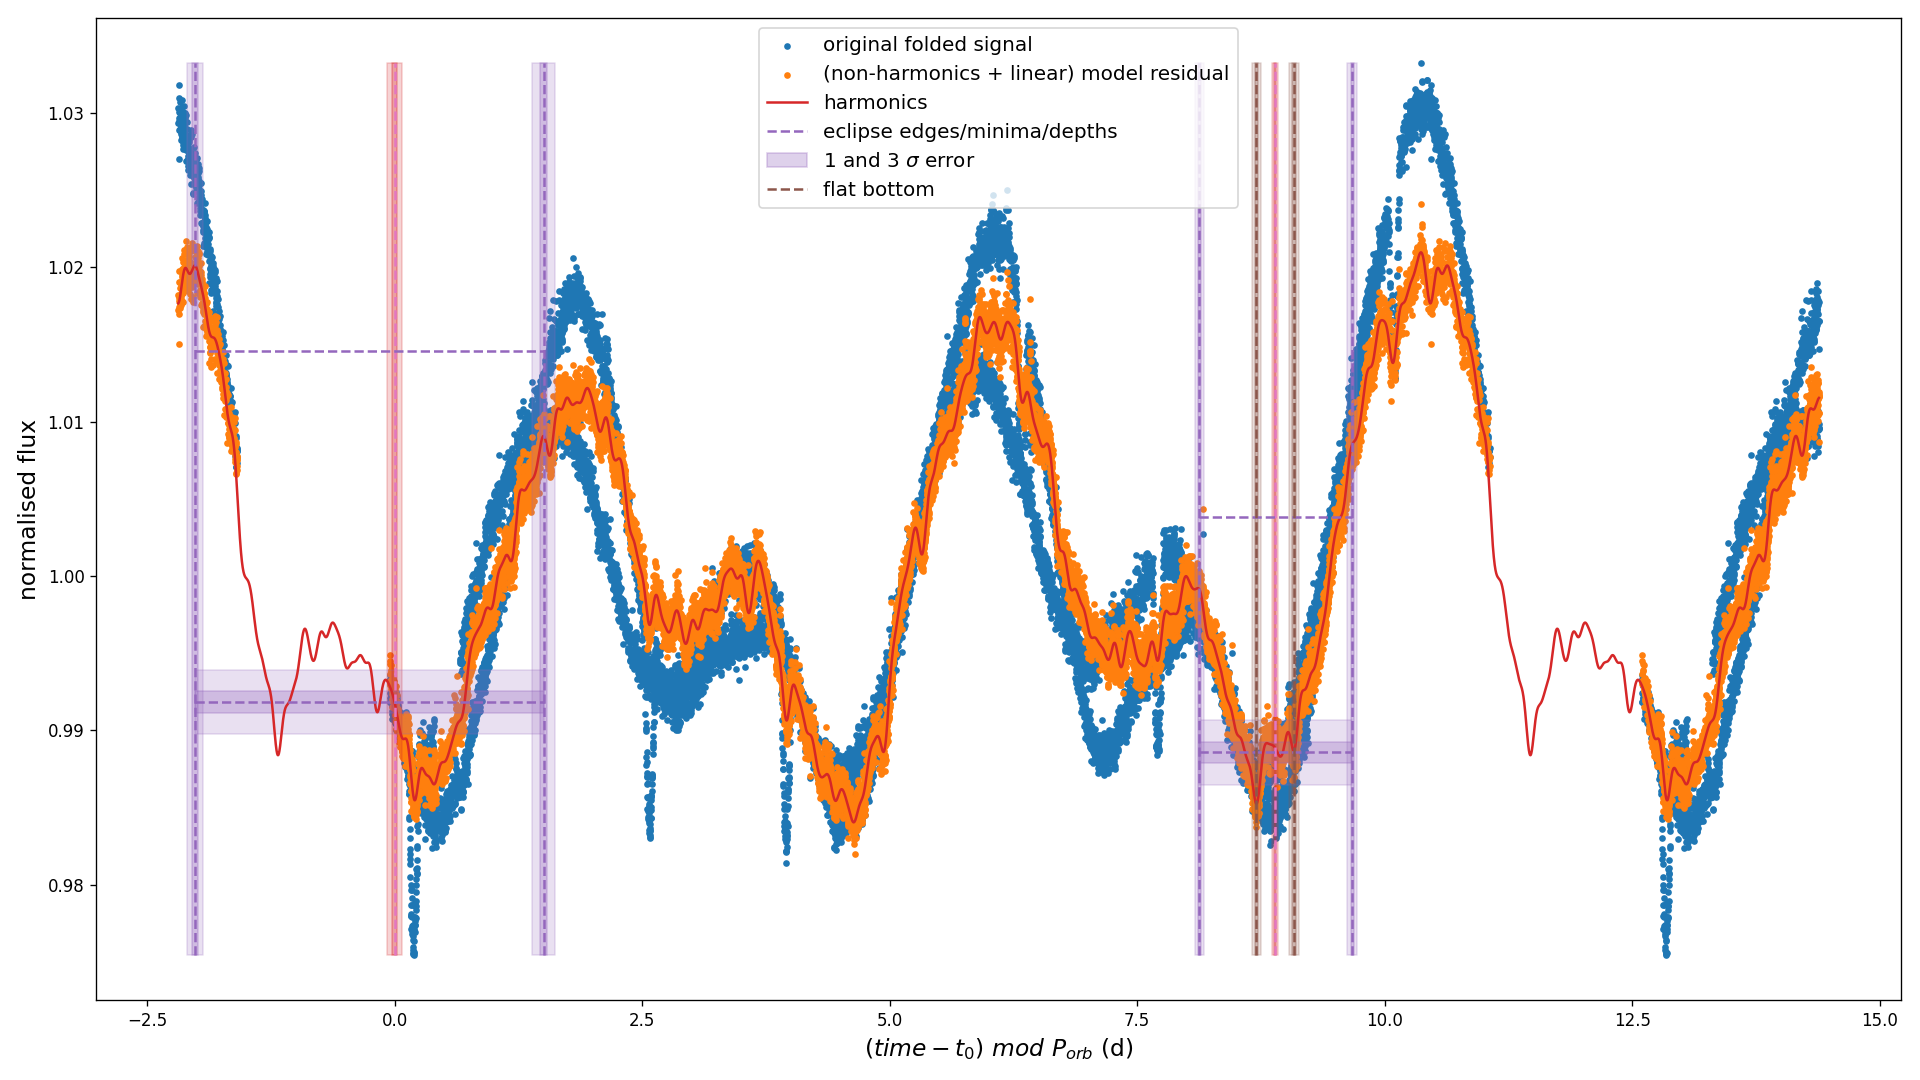 original folded signal
(non-harmonics + linear) model residual
harmonics
eclipse edges/minima/depths
1 and 3 σ error
flat bottom
normalised flux
1.03
1.02
1.01
1.00
0.99
0.98
−2.5 0.0 2.5 5.0 7.5 10.0 12.5 15.0
(time − t₀) mod Pₒᵣb (d)